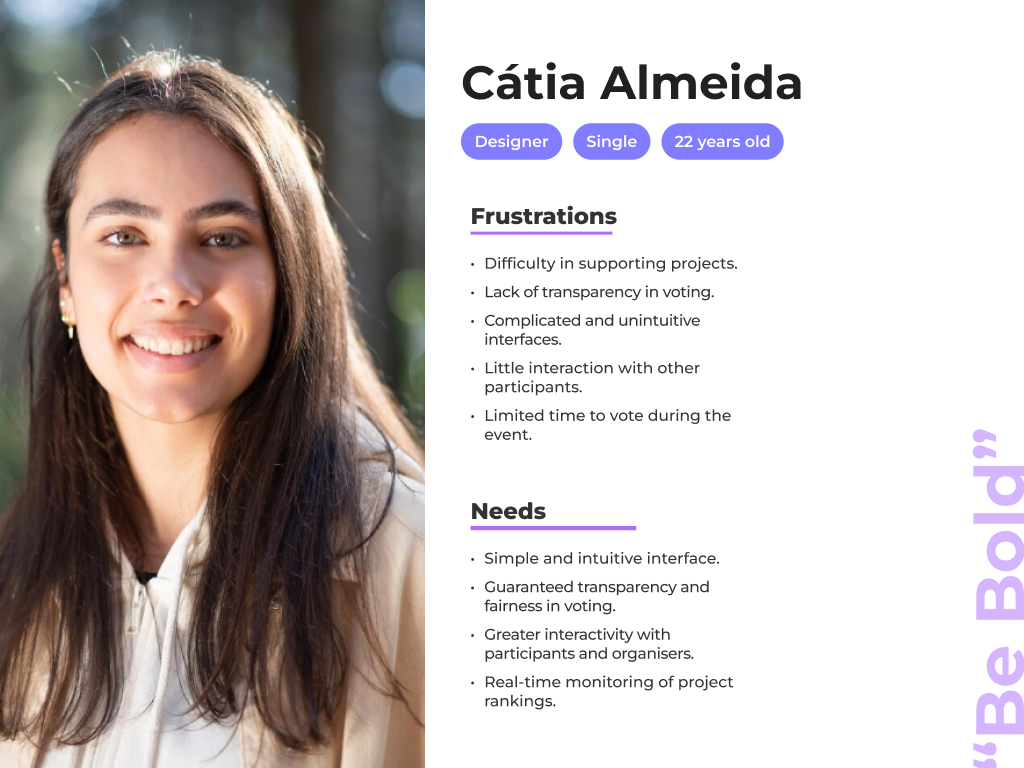 Cátia Almeida
Designer
Single
22 years old
Frustrations
• Difficulty in supporting projects.
• Lack of transparency in voting.
• Complicated and unintuitive
interfaces.
• Little interaction with other
participants.
• Limited time to vote during the
event.
Needs
• Simple and intuitive interface.
• Guaranteed transparency and
fairness in voting.
• Greater interactivity with
participants and organisers.
• Real-time monitoring of project
rankings.
“Be Bold”